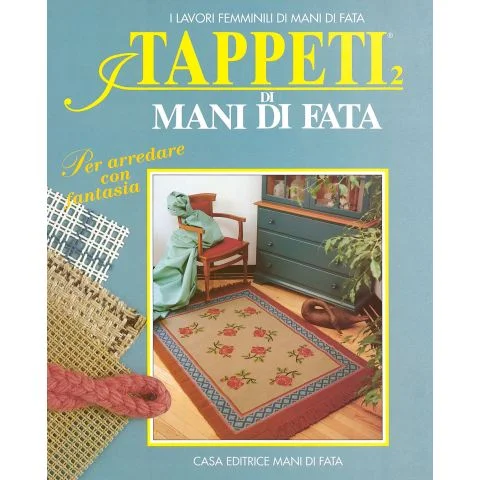 I LAVORI FEMMINILI DI MANI DI FATA
I TAPPETI 2®
DI
MANI DI FATA
Per arredare
con
fantasia
CASA EDITRICE MANI DI FATA